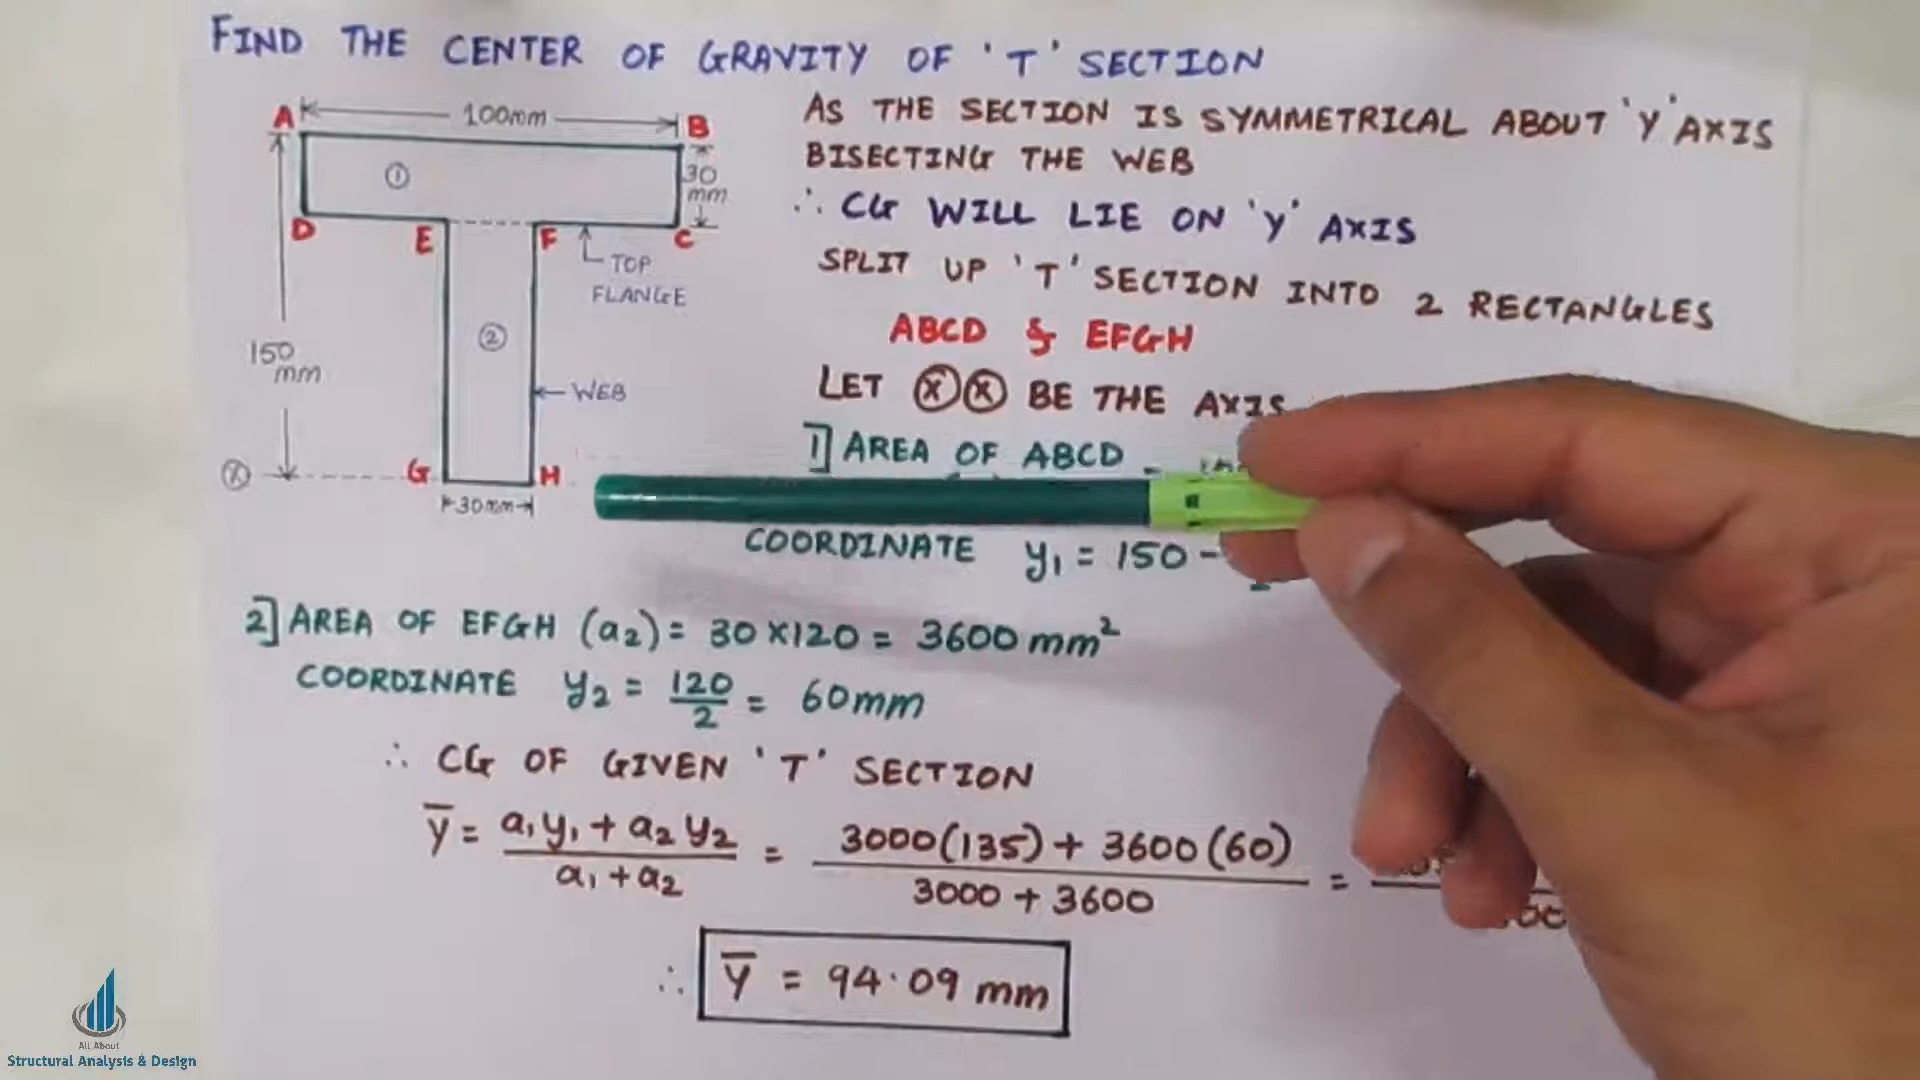 FIND THE CENTER OF GRAVITY OF 'T' SECTION
A 100mm B
① 30 mm
D E F C
TOP FLANGE
150 mm
②
WEB
X G H
30mm
AS THE SECTION IS SYMMETRICAL ABOUT 'Y' AXIS
BISECTING THE WEB
∴ CG WILL LIE ON 'Y' AXIS
SPLIT UP 'T' SECTION INTO 2 RECTANGLES
ABCD & EFGH
LET ⓧⓧ BE THE AXIS
1] AREA OF ABCD
COORDINATE y₁ = 150 -
2] AREA OF EFGH (a₂) = 30 × 120 = 3600 mm²
COORDINATE y₂ = 120/2 = 60mm
∴ CG OF GIVEN 'T' SECTION
ȳ = a₁y₁ + a₂y₂ / a₁ + a₂ = 3000(135) + 3600(60) / 3000 + 3600 =
∴ ȳ = 94.09 mm
All About
Structural Analysis & Design